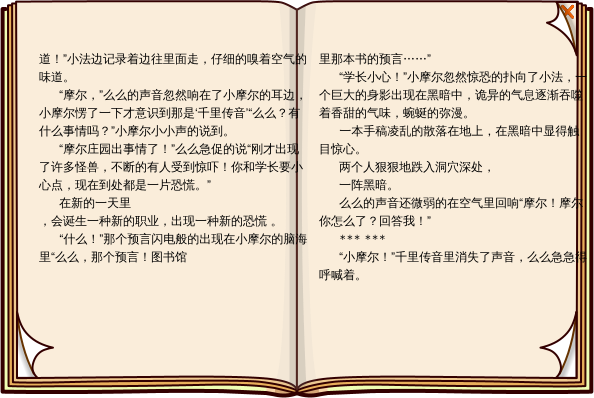 道！”小法边记录着边往里面走，仔细的嗅着空气的
味道。
“摩尔，”么么的声音忽然响在了小摩尔的耳边，
小摩尔愣了一下才意识到那是‘千里传音’“么么？有
什么事情吗？”小摩尔小小声的说到。
“摩尔庄园出事情了！”么么急促的说“刚才出现
了许多怪兽，不断的有人受到惊吓！你和学长要小
心点，现在到处都是一片恐慌。”
在新的一天里
，会诞生一种新的职业，出现一种新的恐慌 。
“什么！”那个预言闪电般的出现在小摩尔的脑海
里“么么，那个预言！图书馆
里那本书的预言……”
“学长小心！”小摩尔忽然惊恐的扑向了小法，一
个巨大的身影出现在黑暗中，诡异的气息逐渐吞噬
着香甜的气味，蜿蜒的弥漫。
一本手稿凌乱的散落在地上，在黑暗中显得触
目惊心。
两个人狠狠地跌入洞穴深处，
一阵黑暗。
么么的声音还微弱的在空气里回响“摩尔！摩尔
你怎么了？回答我！”
*** ***
“小摩尔！”千里传音里消失了声音，么么急急得
呼喊着。